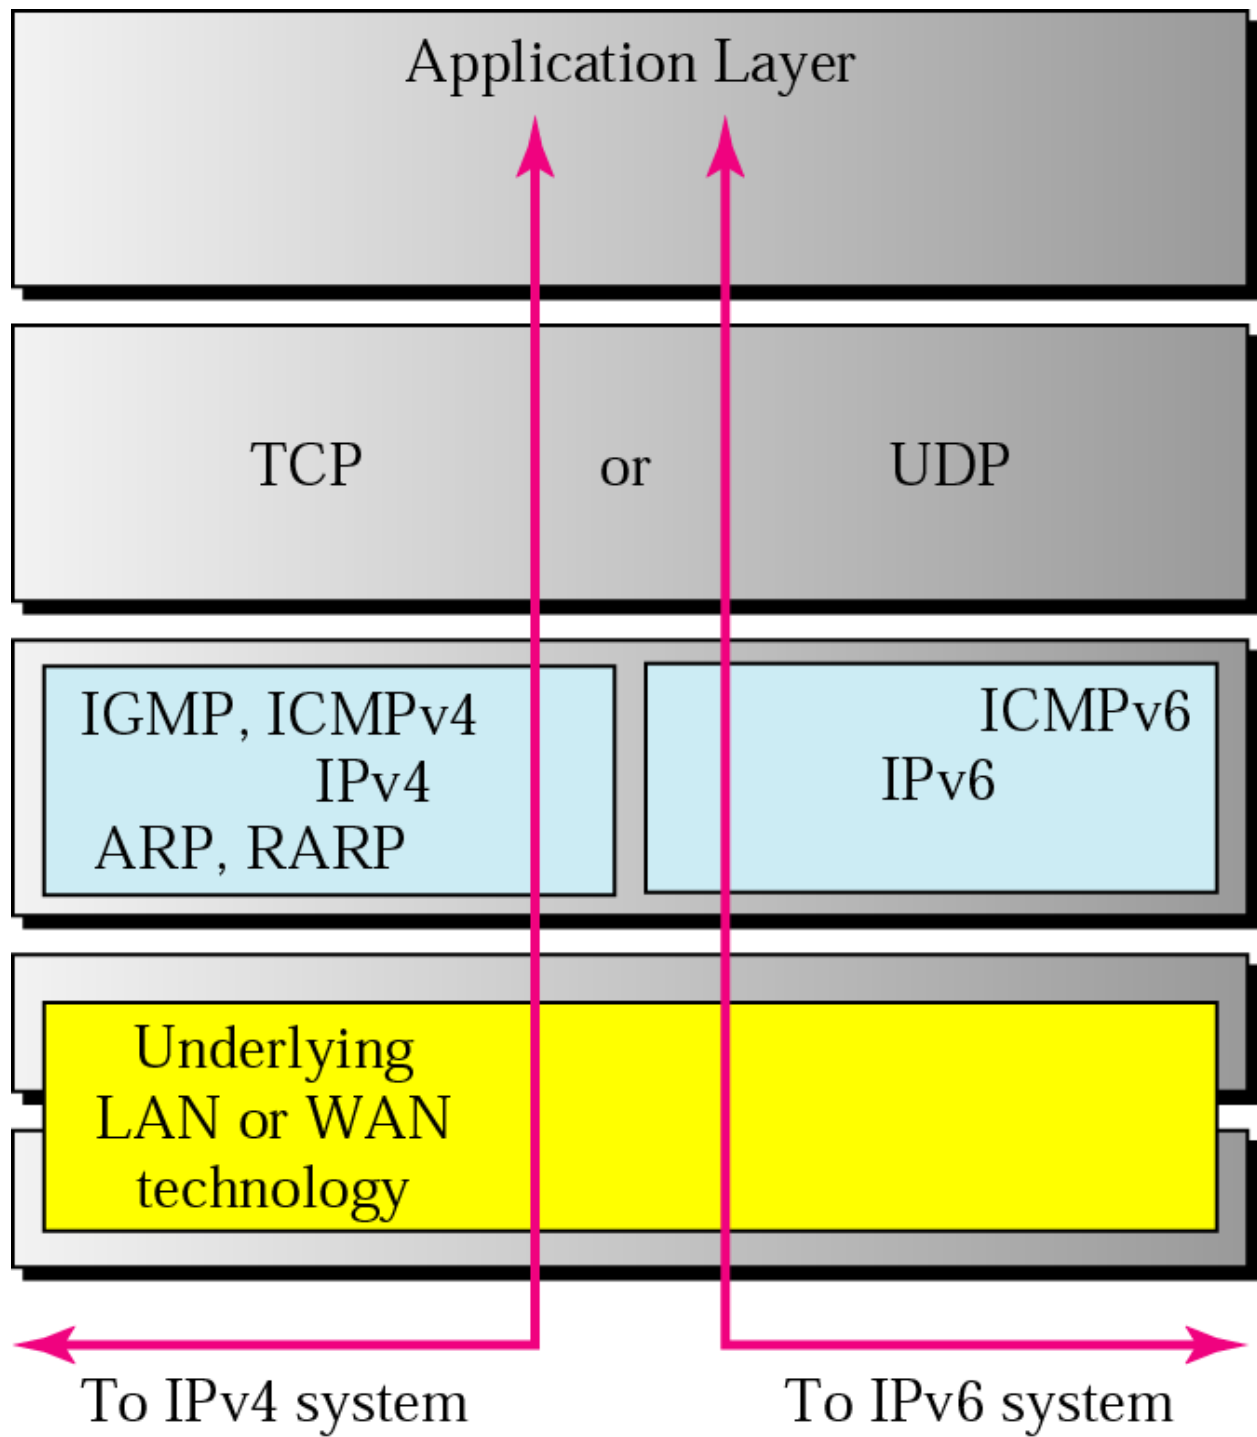 Application Layer
TCP or UDP
IGMP, ICMPv4
IPv4
ARP, RARP
ICMPv6
IPv6
Underlying
LAN or WAN
technology
To IPv4 system
To IPv6 system